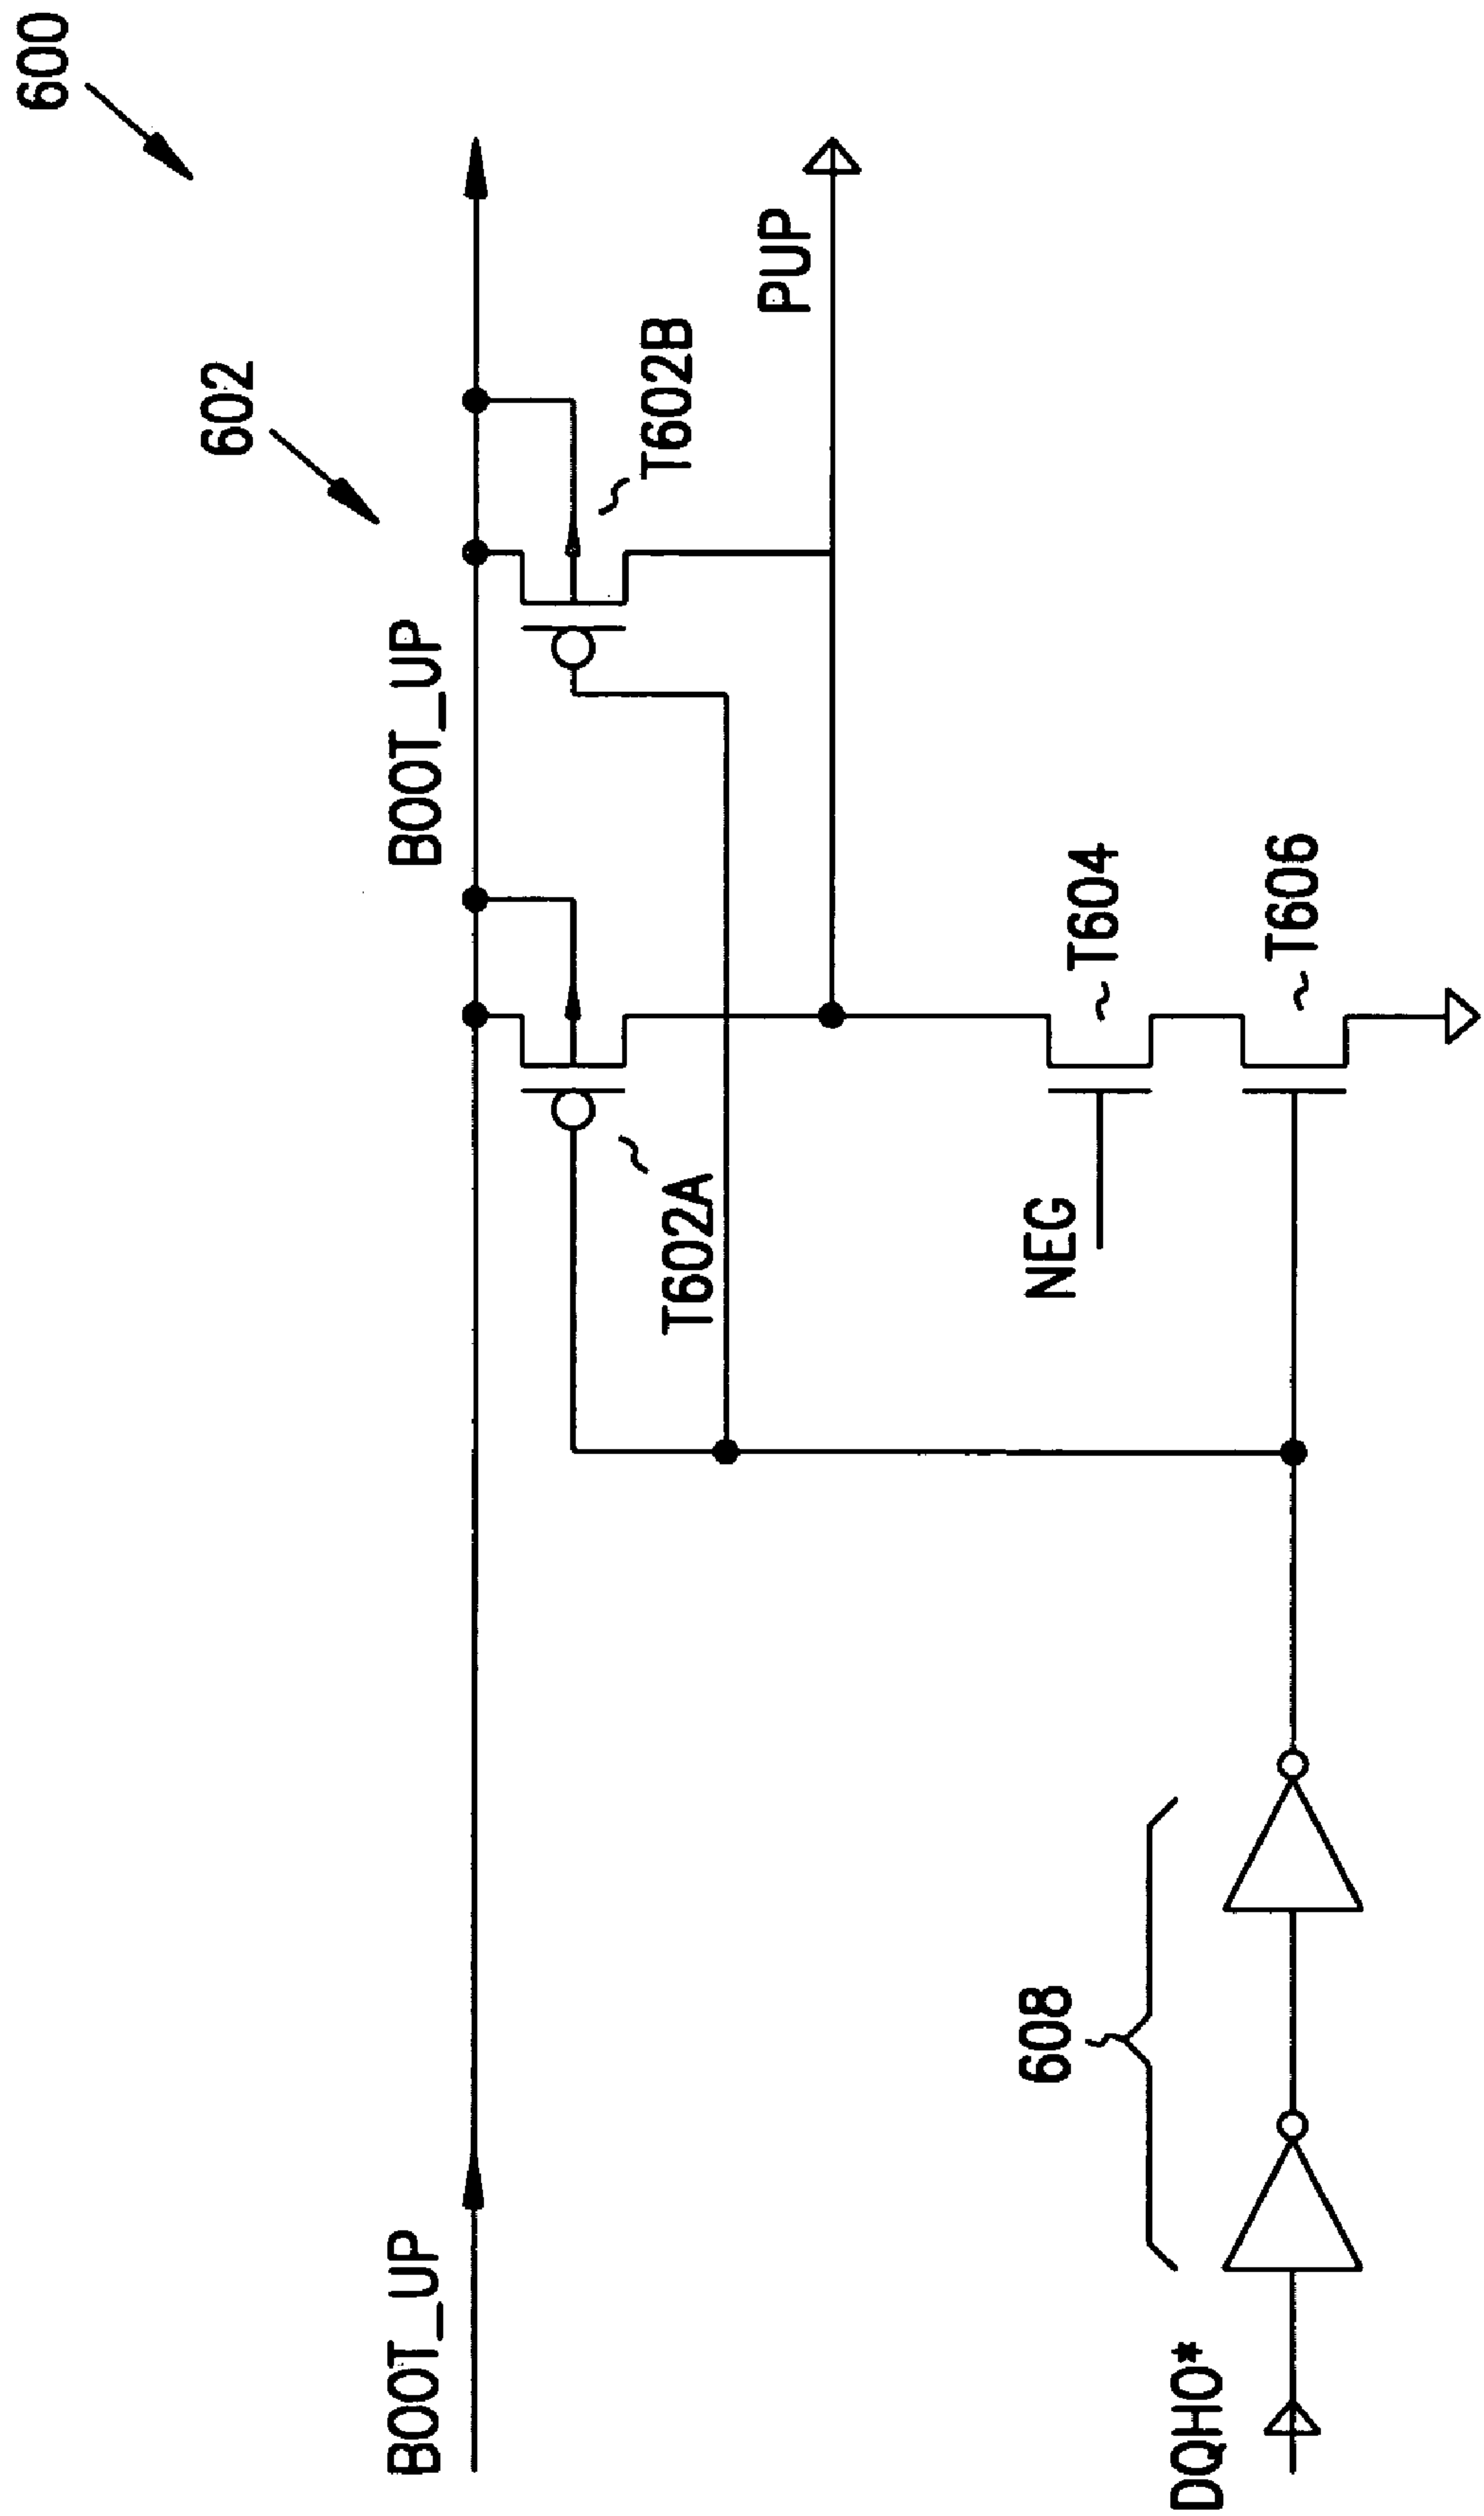 600
602
BOOT_UP
BOOT_UP
T602B
PUP
T602A
NEG
T604
T606
608
DQHO*